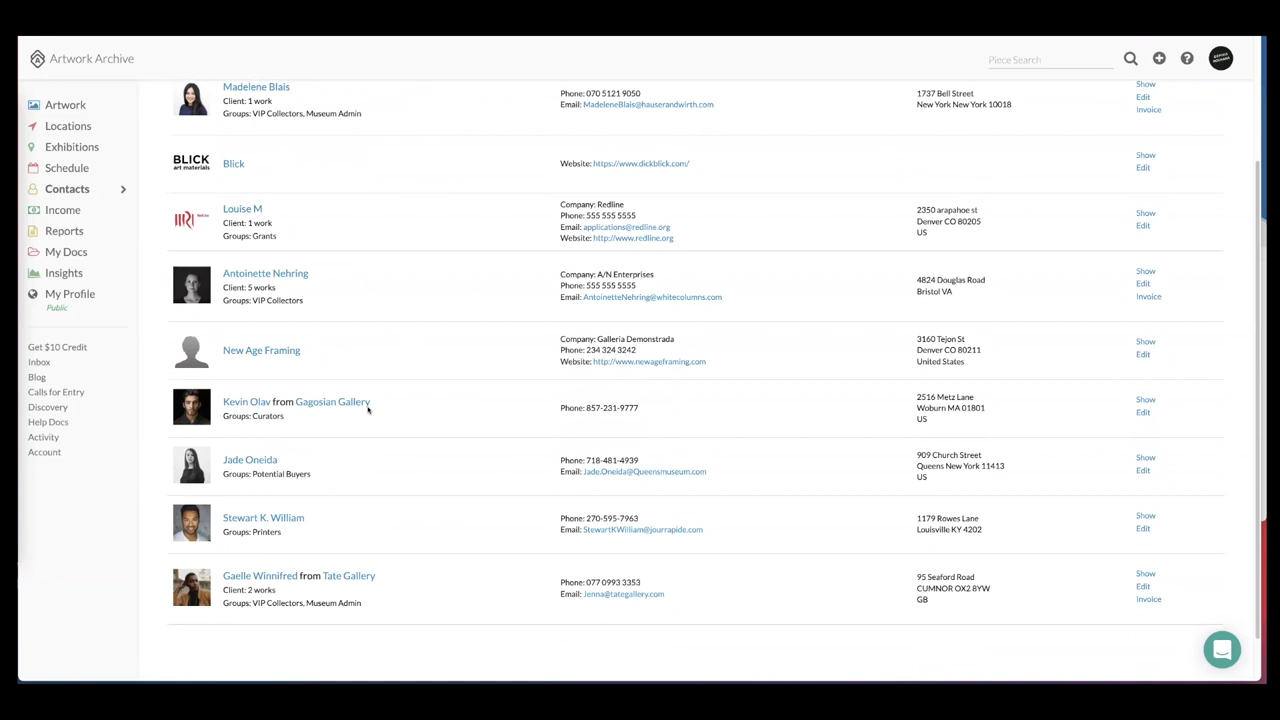 Artwork Archive
Piece Search
Artwork
Locations
Exhibitions
Schedule
Contacts
Income
Reports
My Docs
Insights
My Profile
Public
Get $10 Credit
Inbox
Blog
Calls for Entry
Discovery
Help Docs
Activity
Account
Madelene Blais
Client: 1 work
Groups: VIP Collectors, Museum Admin
Phone: 070 5121 9050
Email: MadeleneBlais@hauserandwirth.com
1737 Bell Street
New York New York 10018
Show
Edit
Invoice
BLICK
art materials
Blick
Website: https://www.dickblick.com/
Show
Edit
Louise M
Client: 1 work
Groups: Grants
Company: Redline
Phone: 555 555 5555
Email: applications@redline.org
Website: http://www.redline.org
2350 arapahoe st
Denver CO 80205
US
Show
Edit
Antoinette Nehring
Client: 5 works
Groups: VIP Collectors
Company: A/N Enterprises
Phone: 555 555 5555
Email: AntoinetteNehring@whitecolumns.com
4824 Douglas Road
Bristol VA
Show
Edit
Invoice
New Age Framing
Company: Galleria Demonstrada
Phone: 234 324 3242
Website: http://www.newageframing.com
3160 Tejon St
Denver CO 80211
United States
Show
Edit
Kevin Olav from Gagosian Gallery
Groups: Curators
Phone: 857-231-9777
2516 Metz Lane
Woburn MA 01801
US
Show
Edit
Jade Oneida
Groups: Potential Buyers
Phone: 718-481-4939
Email: Jade.Oneida@Queensmuseum.com
909 Church Street
Queens New York 11413
US
Show
Edit
Stewart K. William
Groups: Printers
Phone: 270-595-7963
Email: StewartKWilliam@jourrapide.com
1179 Rowes Lane
Louisville KY 4202
Show
Edit
Gaelle Winnifred from Tate Gallery
Client: 2 works
Groups: VIP Collectors, Museum Admin
Phone: 077 0993 3353
Email: Jenna@tategallery.com
95 Seaford Road
CUMNOR OX2 8YW
GB
Show
Edit
Invoice